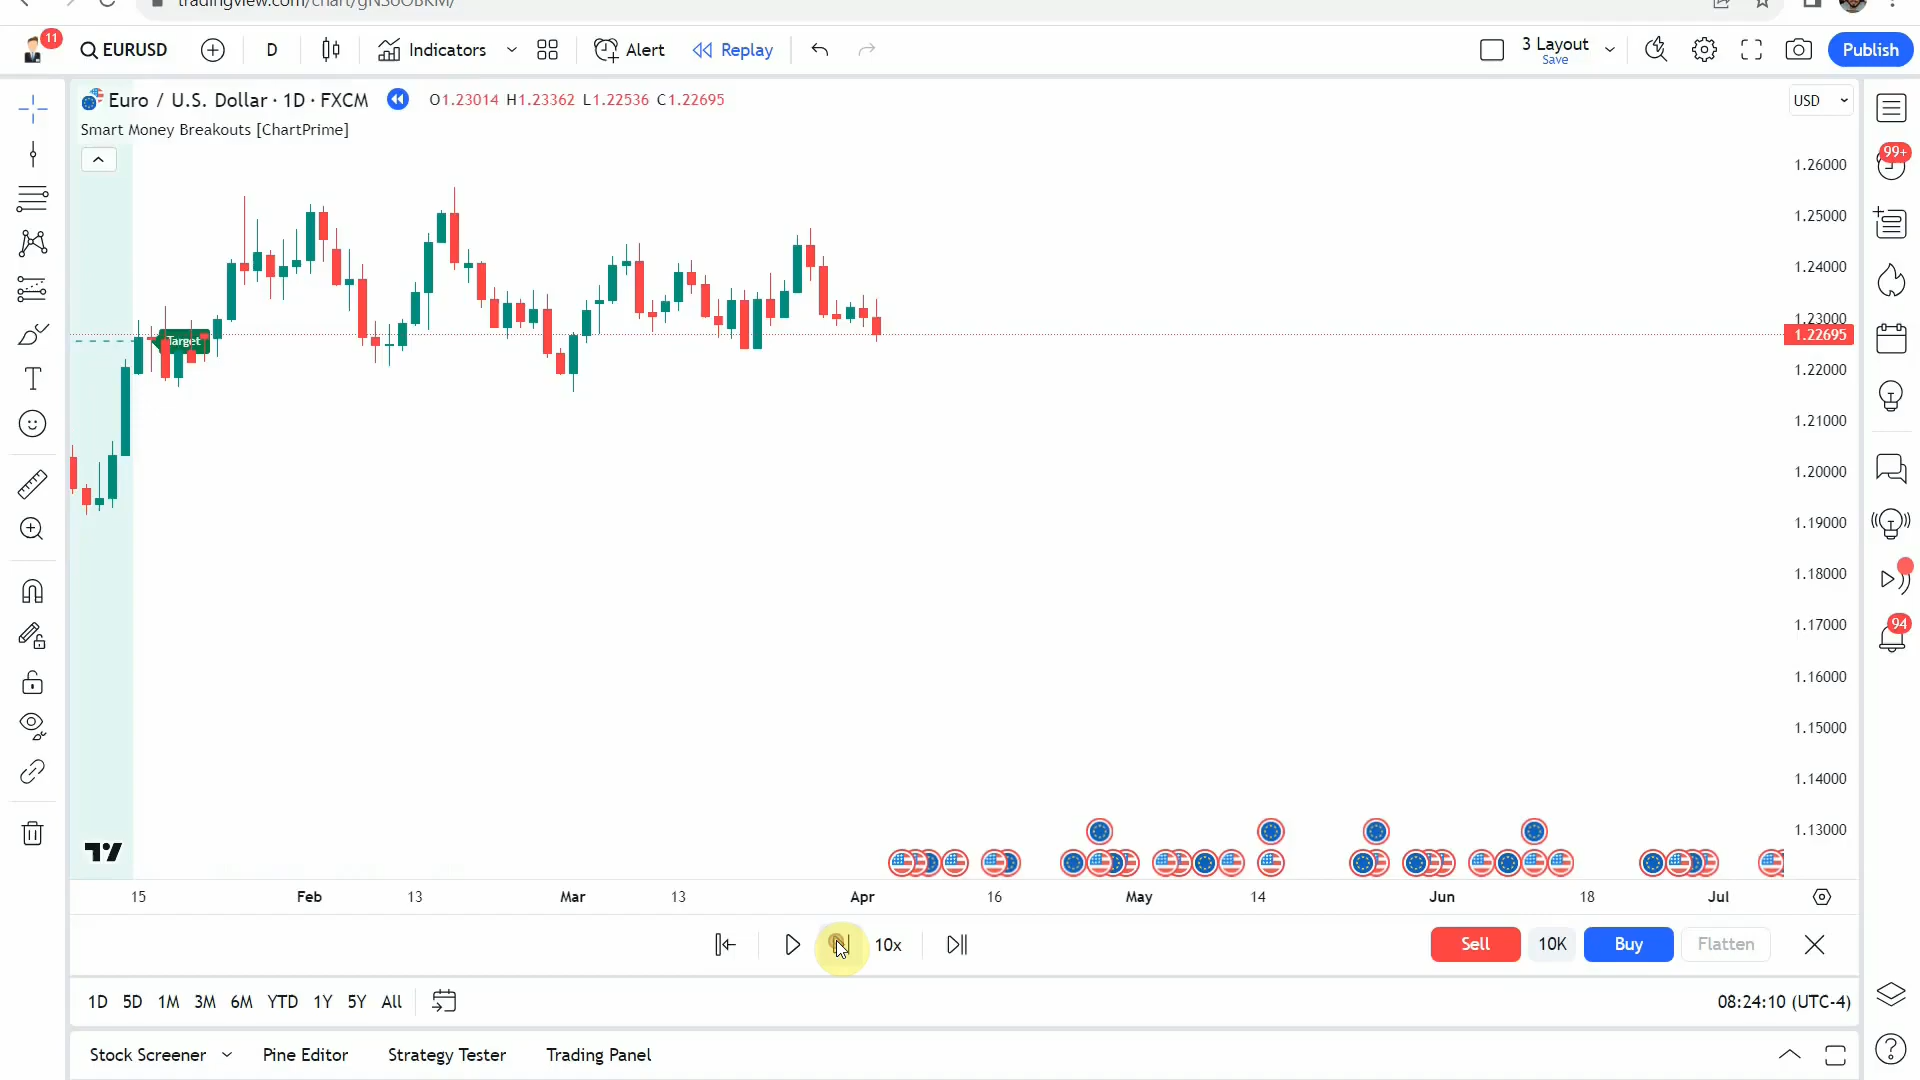 tradingview.com/chart/gNS6OBKM/
11
EURUSD
D
Indicators
Alert
Replay
3 Layout
Save
Publish
Euro / U.S. Dollar · 1D · FXCM
O1.23014 H1.23362 L1.22536 C1.22695
USD
Smart Money Breakouts [ChartPrime]
99+
1.26000
1.25000
1.24000
1.23000
1.22695
Target
1.22000
1.21000
1.20000
1.19000
1.18000
1.17000
94
1.16000
1.15000
1.14000
1.13000
15 Feb 13 Mar 13 Apr 16 May 14 Jun 18 Jul
10x
Sell
10K
Buy
Flatten
1D 5D 1M 3M 6M YTD 1Y 5Y All
08:24:10 (UTC-4)
Stock Screener
Pine Editor
Strategy Tester
Trading Panel